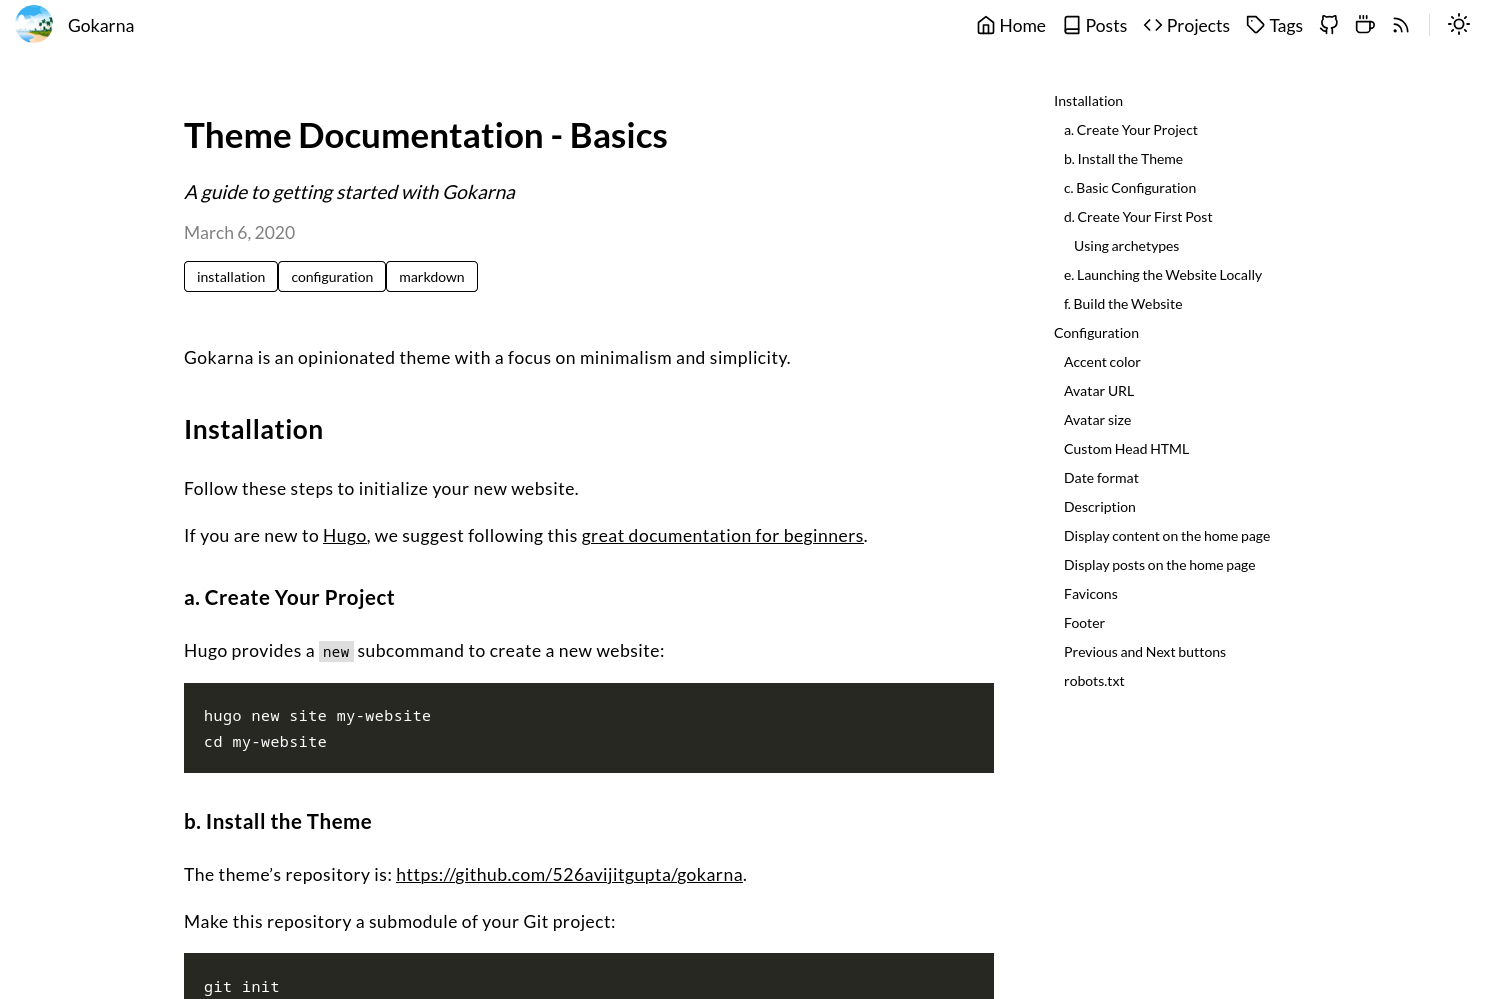 Gokarna
Home Posts Projects Tags
Theme Documentation - Basics
A guide to getting started with Gokarna
March 6, 2020
installation configuration markdown
Gokarna is an opinionated theme with a focus on minimalism and simplicity.
Installation
Follow these steps to initialize your new website.
If you are new to Hugo, we suggest following this great documentation for beginners.
a. Create Your Project
Hugo provides a new subcommand to create a new website:
hugo new site my-website
cd my-website
b. Install the Theme
The theme’s repository is: https://github.com/526avijitgupta/gokarna.
Make this repository a submodule of your Git project:
git init
Installation
a. Create Your Project
b. Install the Theme
c. Basic Configuration
d. Create Your First Post
Using archetypes
e. Launching the Website Locally
f. Build the Website
Configuration
Accent color
Avatar URL
Avatar size
Custom Head HTML
Date format
Description
Display content on the home page
Display posts on the home page
Favicons
Footer
Previous and Next buttons
robots.txt